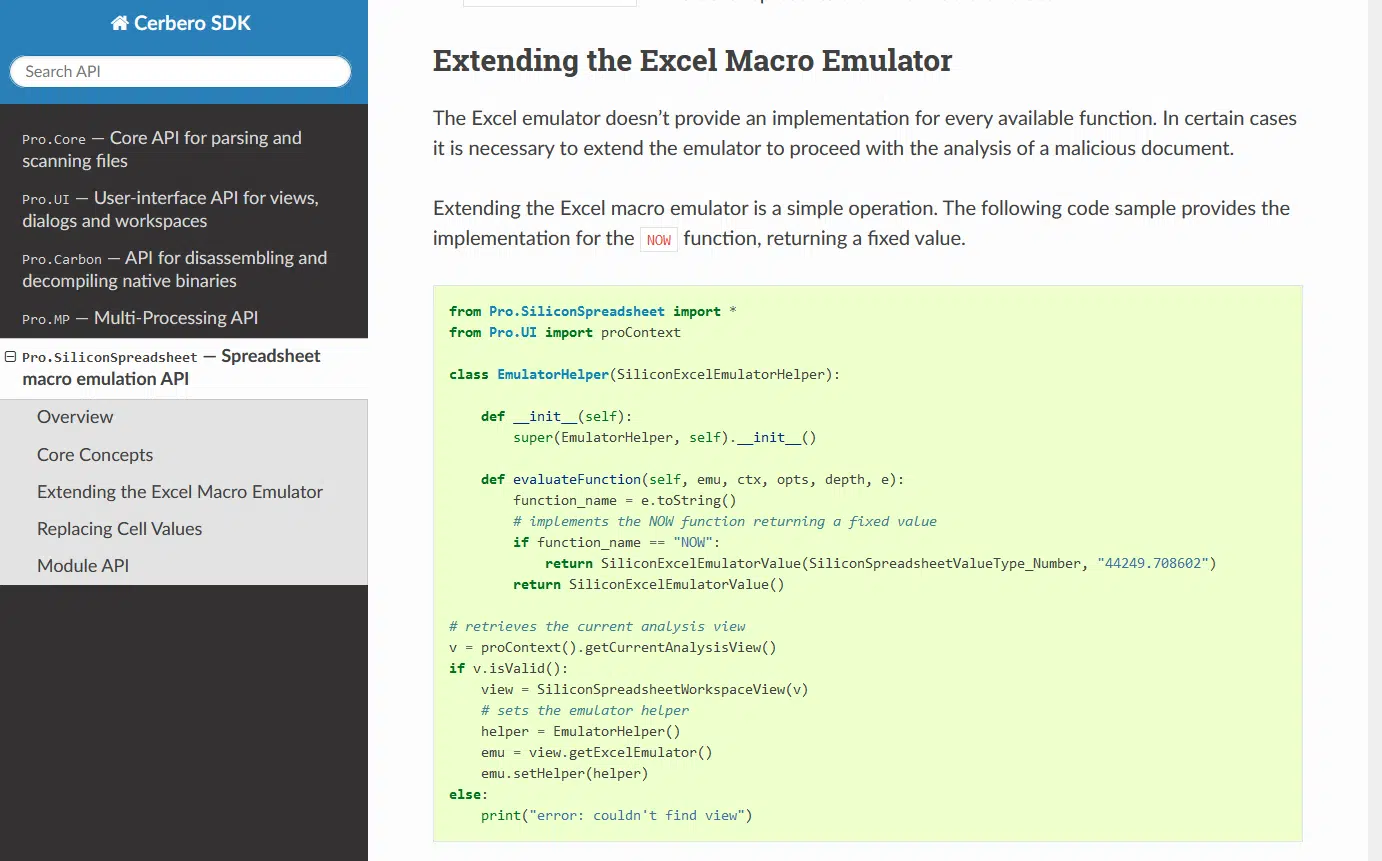 Cerbero SDK
Search API
Pro.Core — Core API for parsing and
scanning files
Pro.UI — User-interface API for views,
dialogs and workspaces
Pro.Carbon — API for disassembling and
decompiling native binaries
Pro.MP — Multi-Processing API
Pro.SiliconSpreadsheet — Spreadsheet
macro emulation API
Overview
Core Concepts
Extending the Excel Macro Emulator
Replacing Cell Values
Module API
Extending the Excel Macro Emulator
The Excel emulator doesn’t provide an implementation for every available function. In certain cases
it is necessary to extend the emulator to proceed with the analysis of a malicious document.
Extending the Excel macro emulator is a simple operation. The following code sample provides the
implementation for the NOW function, returning a fixed value.
from Pro.SiliconSpreadsheet import *
from Pro.UI import proContext
class EmulatorHelper(SiliconExcelEmulatorHelper):
    def __init__(self):
        super(EmulatorHelper, self).__init__()
    def evaluateFunction(self, emu, ctx, opts, depth, e):
        function_name = e.toString()
        # implements the NOW function returning a fixed value
        if function_name == "NOW":
            return SiliconExcelEmulatorValue(SiliconSpreadsheetValueType_Number, "44249.708602")
        return SiliconExcelEmulatorValue()
# retrieves the current analysis view
v = proContext().getCurrentAnalysisView()
if v.isValid():
    view = SiliconSpreadsheetWorkspaceView(v)
    # sets the emulator helper
    helper = EmulatorHelper()
    emu = view.getExcelEmulator()
    emu.setHelper(helper)
else:
    print("error: couldn't find view")